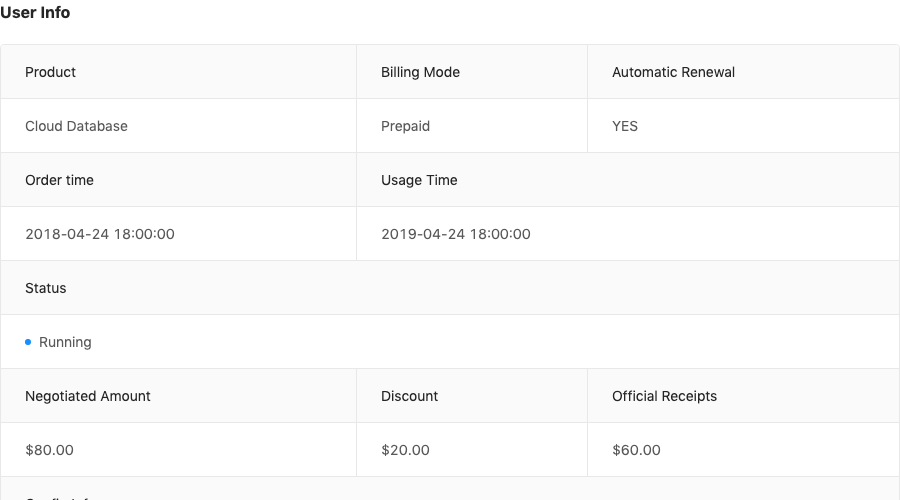 User Info
Product Billing Mode Automatic Renewal
Cloud Database Prepaid YES
Order time Usage Time
2018-04-24 18:00:00 2019-04-24 18:00:00
Status
Running
Negotiated Amount Discount Official Receipts
$80.00 $20.00 $60.00